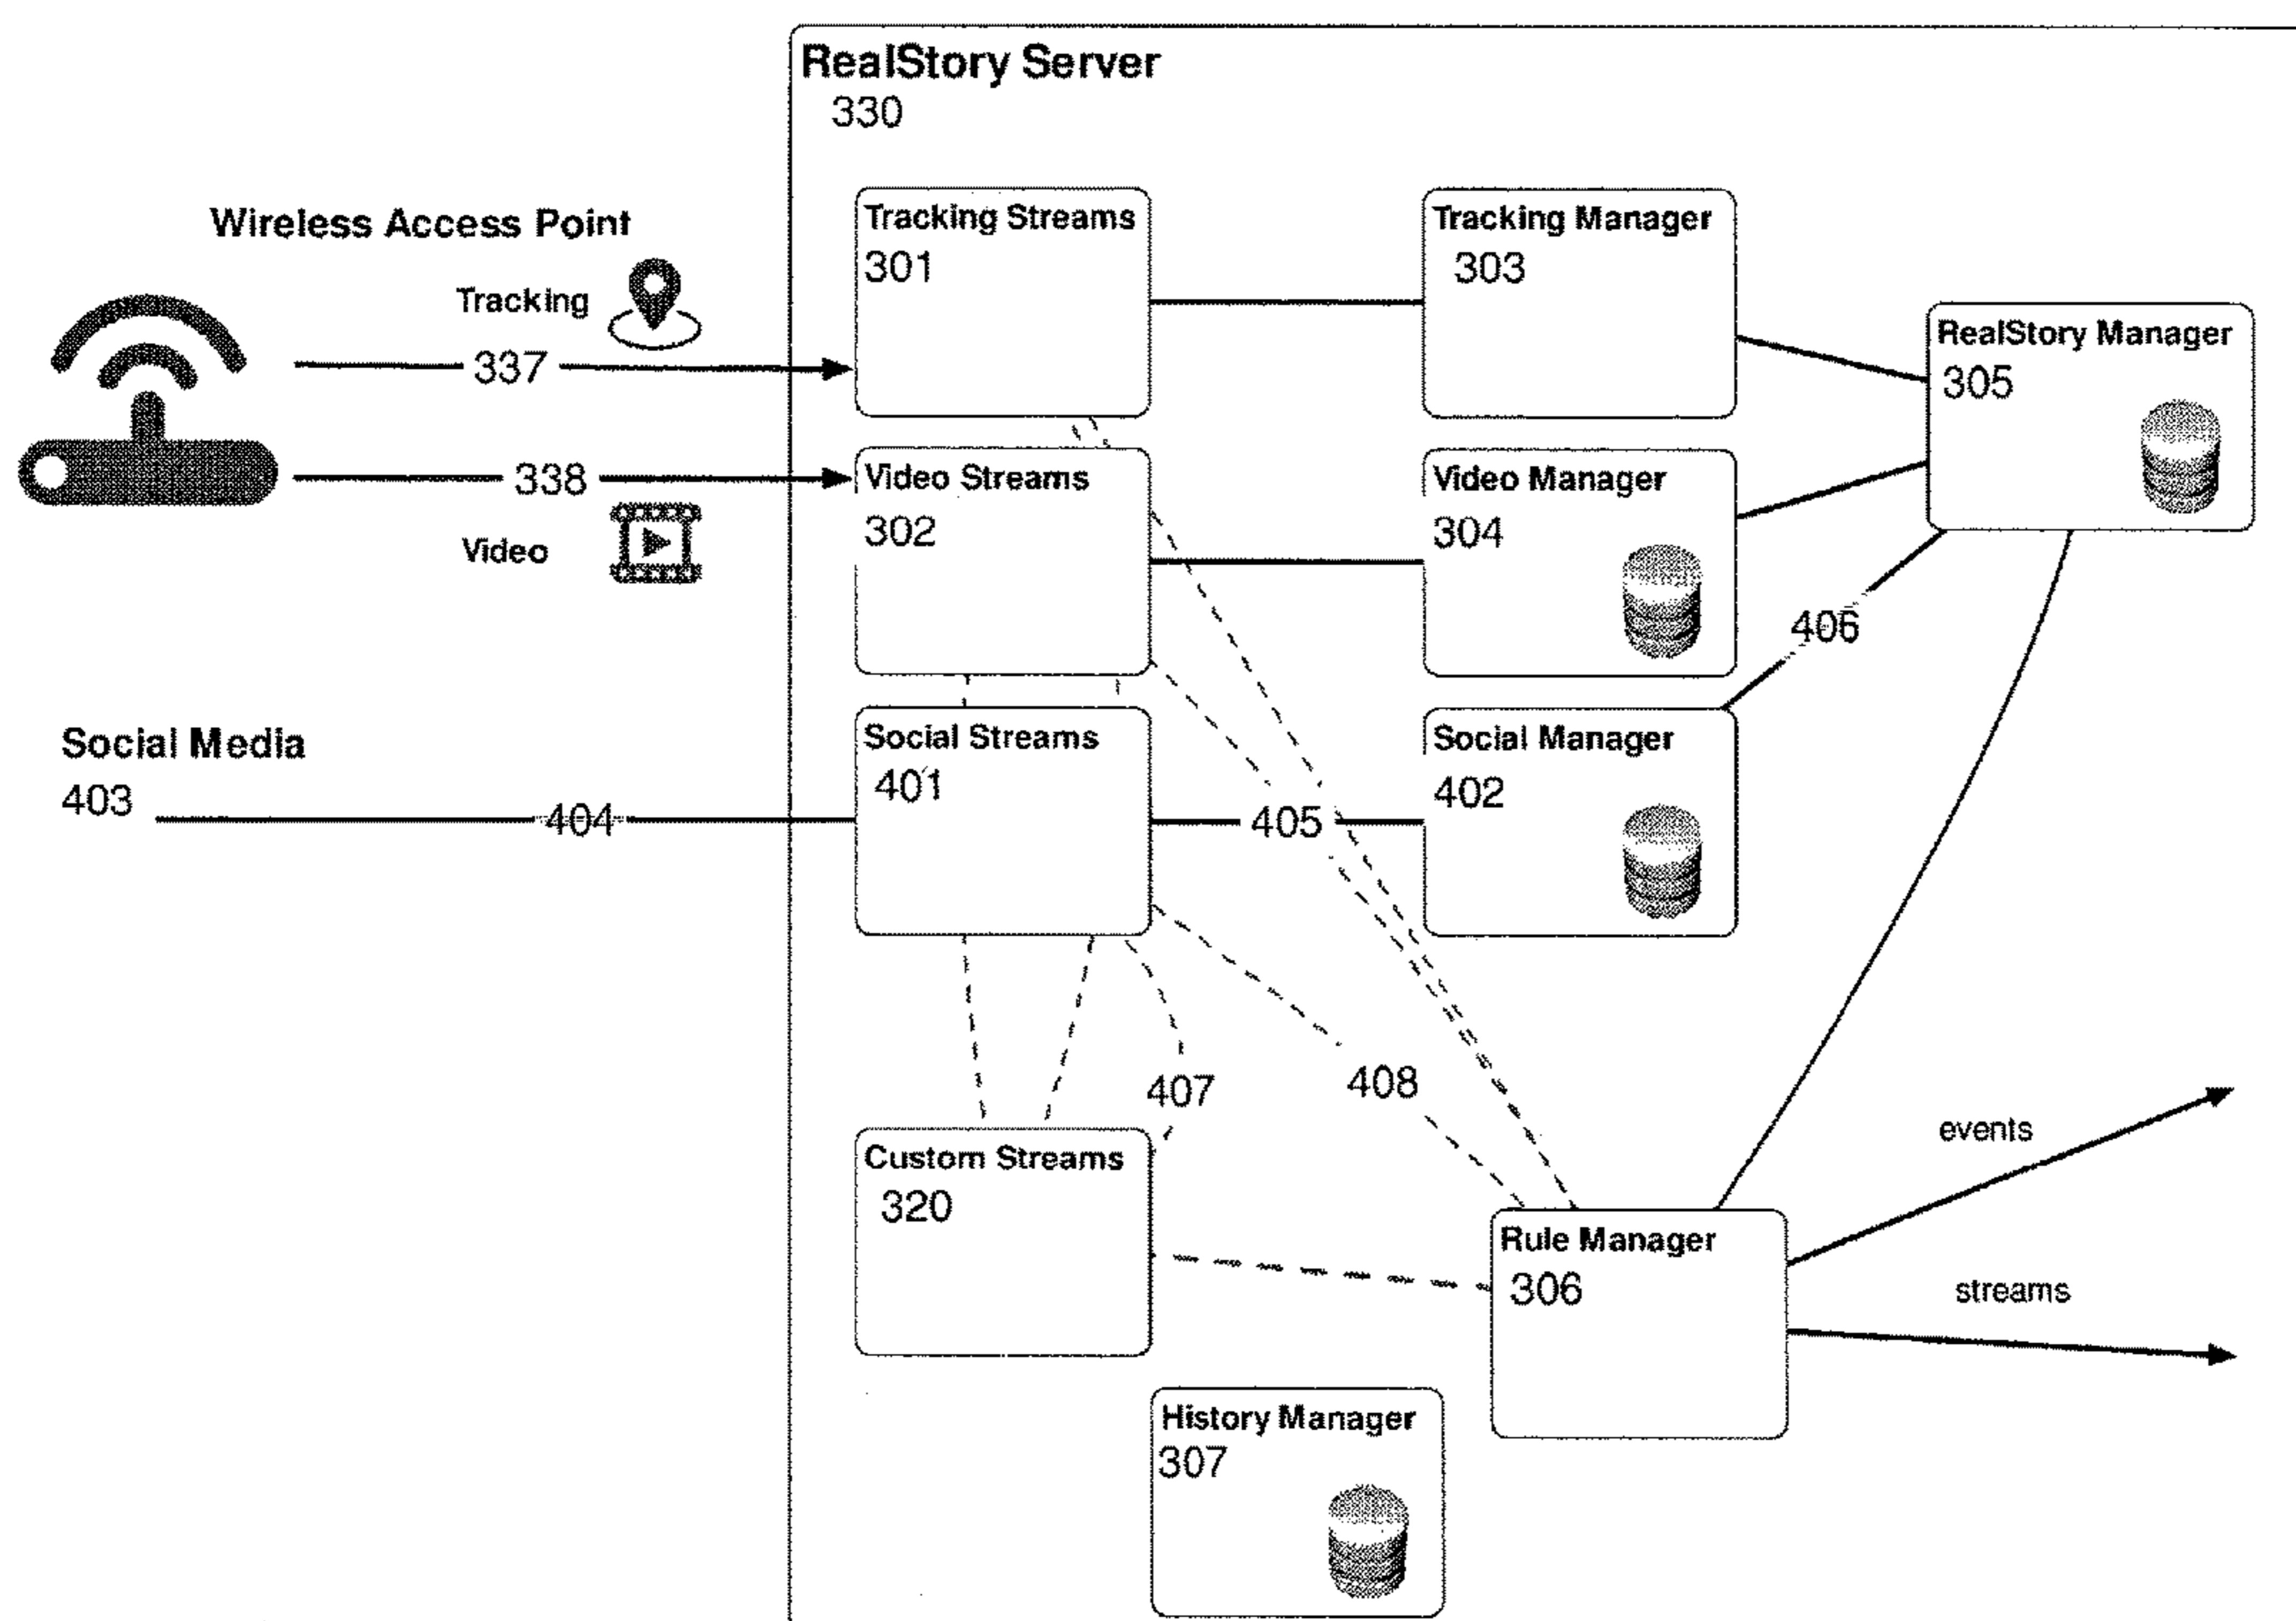 RealStory Server
330
Wireless Access Point
Tracking
337
338
Video
Social Media
403
404
Tracking Streams
301
Tracking Manager
303
RealStory Manager
305
Video Streams
302
Video Manager
304
406
Social Streams
401
405
Social Manager
402
407
408
Custom Streams
320
Rule Manager
306
events
streams
History Manager
307